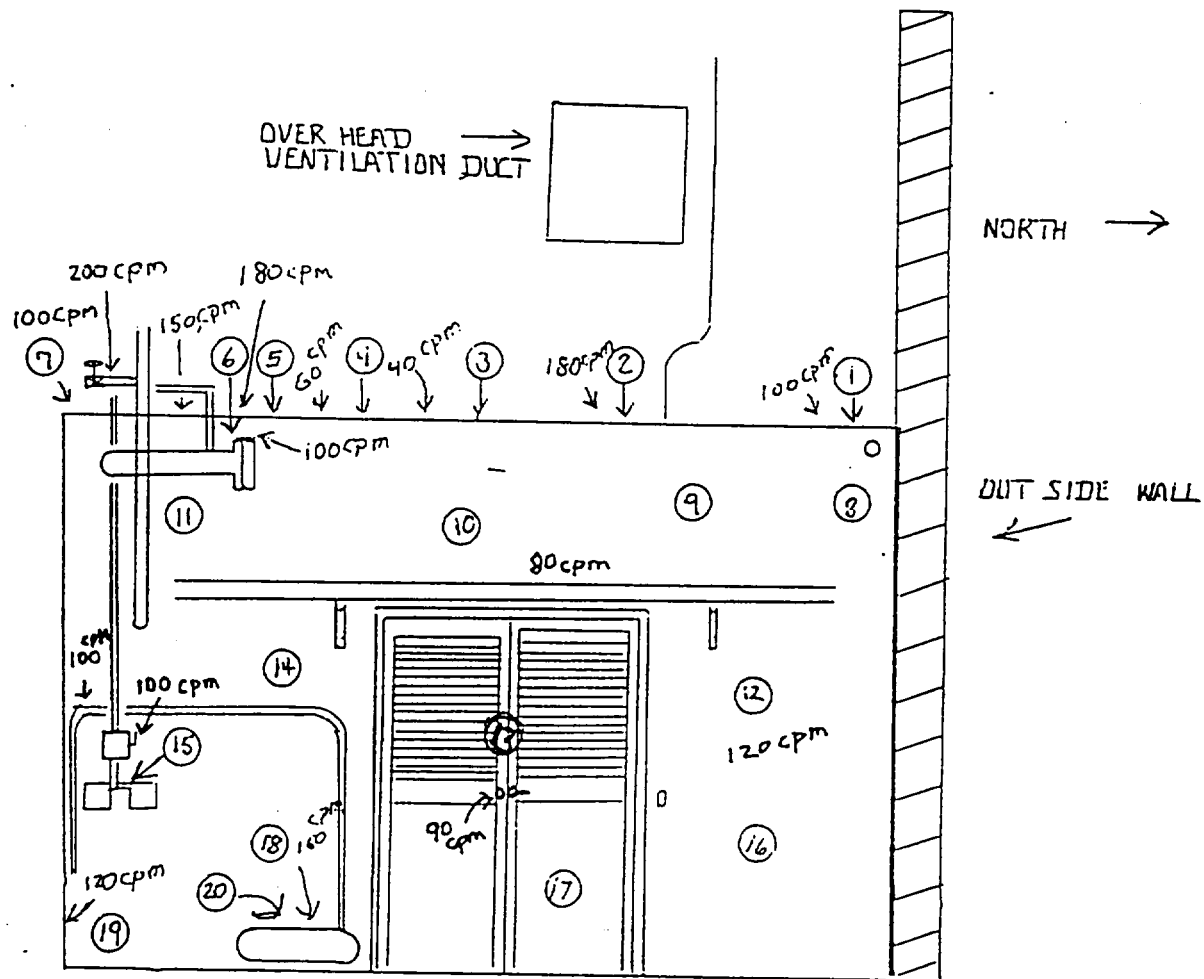 OVER HEAD
VENTILATION DUCT
NORTH
200 cpm
180 cpm
100 cpm
150 cpm
7
6
5
60 cpm
4
40 cpm
3
180 cpm
2
100 cpm
1
100 cpm
OUT SIDE WALL
11
10
9
8
80 cpm
100 cpm
14
12
100 cpm
15
120 cpm
90 cpm
18
160 cpm
16
120 cpm
20
17
19